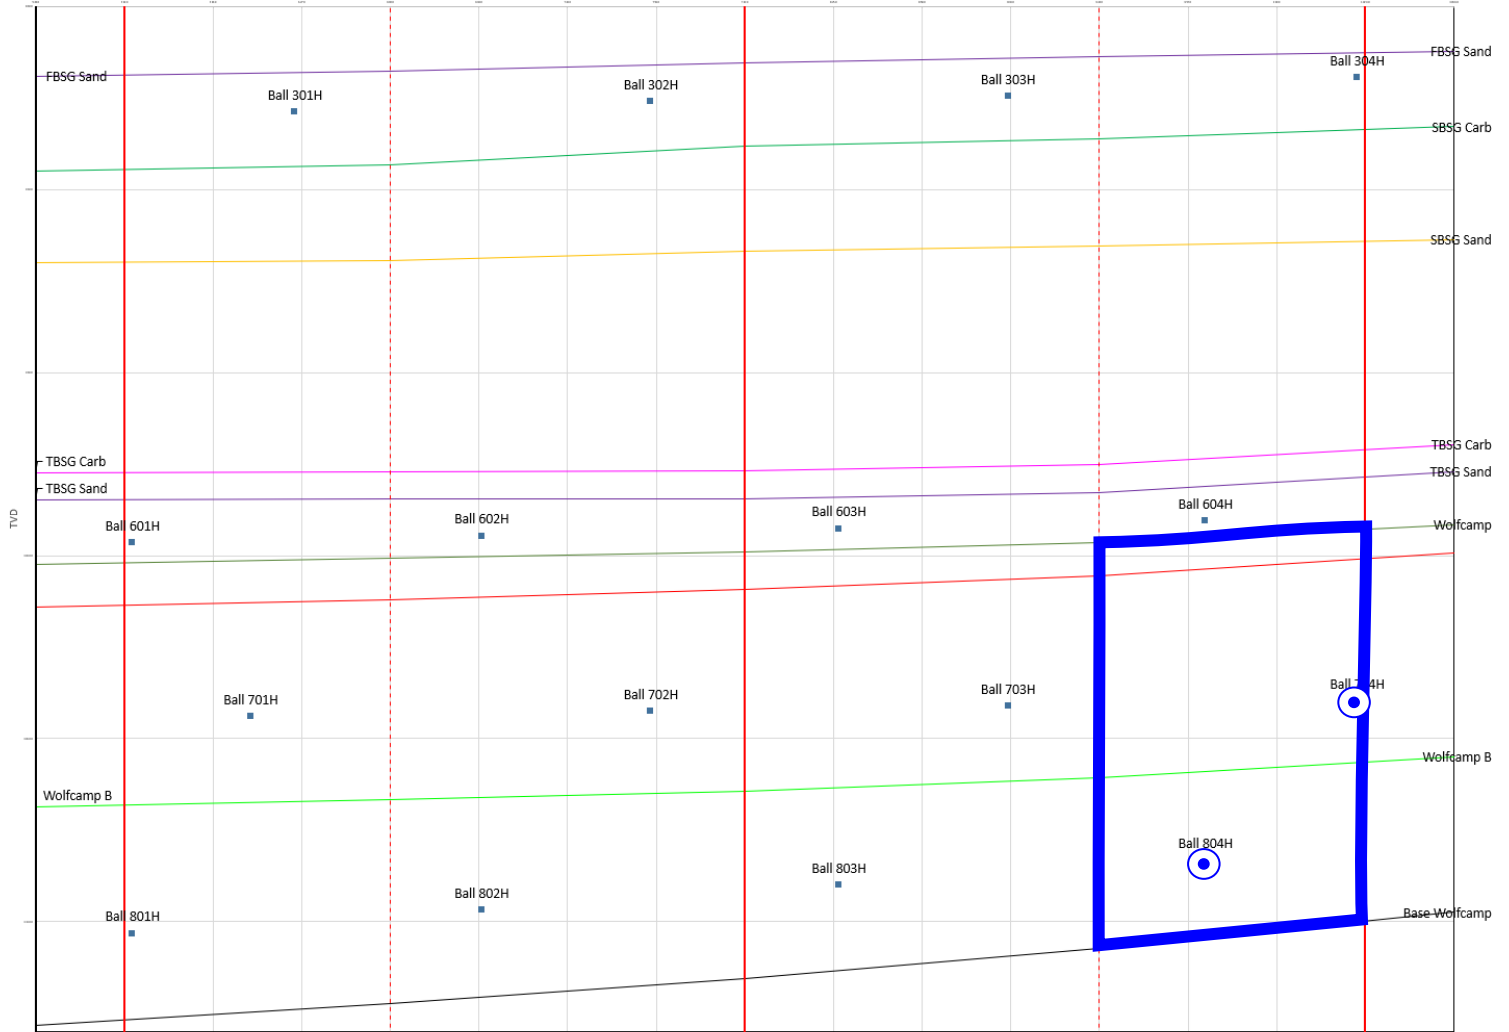 FBSG Sand
FBSG Sand
Ball 304H
Ball 302H
Ball 303H
Ball 301H
SBSG Carb
SBSG Sand
TBSG Carb
TBSG Carb
TBSG Sand
TBSG Sand
TVD
Ball 601H
Ball 602H
Ball 603H
Ball 604H
Wolfcamp
Ball 701H
Ball 702H
Ball 703H
Wolfcamp B
Wolfcamp B
Ball 804H
Ball 803H
Ball 802H
Ball 801H
Base Wolfcamp